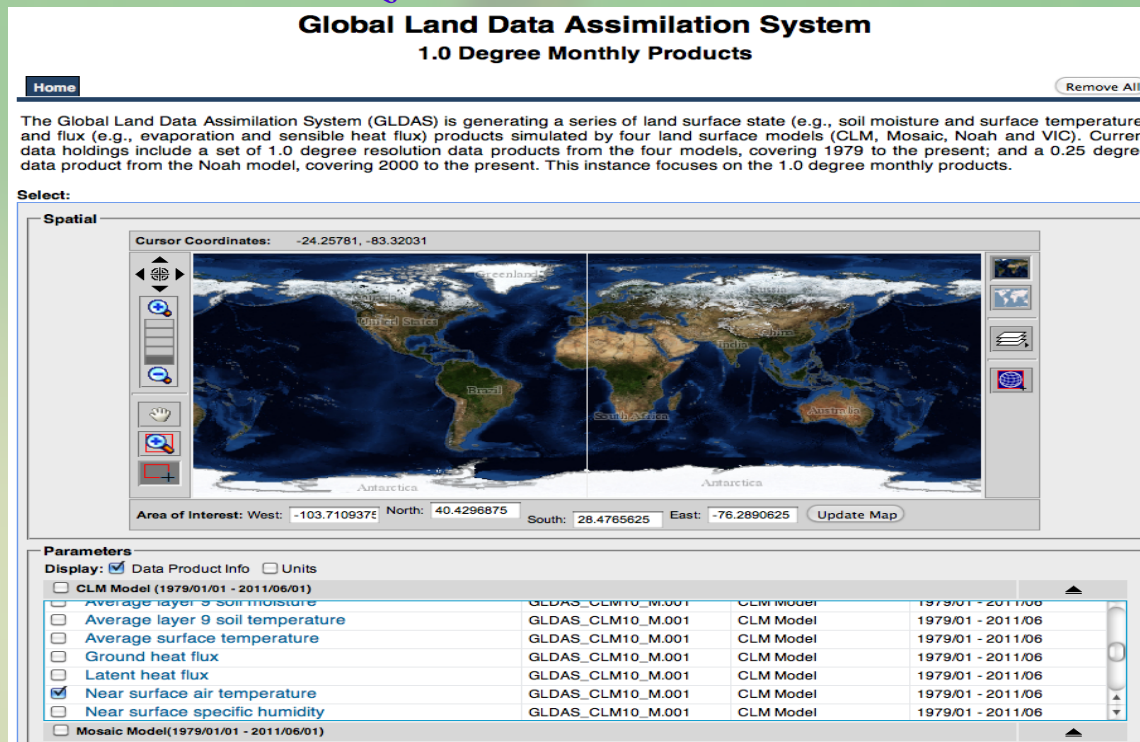 Global Land Data Assimilation System
1.0 Degree Monthly Products
Home
Remove All
The Global Land Data Assimilation System (GLDAS) is generating a series of land surface state (e.g., soil moisture and surface temperature
and flux (e.g., evaporation and sensible heat flux) products simulated by four land surface models (CLM, Mosaic, Noah and VIC). Curren
data holdings include a set of 1.0 degree resolution data products from the four models, covering 1979 to the present; and a 0.25 degre
data product from the Noah model, covering 2000 to the present. This instance focuses on the 1.0 degree monthly products.
Select:
Spatial
Cursor Coordinates: -24.25781, -83.32031
Greenland
Russia
United States
China
India
Brazil
South Africa
Australia
Antarctica Antarctica
Area of Interest: West: -103.7109375 North: 40.4296875 South: 28.4765625 East: -76.2890625 Update Map
Parameters
Display: Data Product Info Units
CLM Model (1979/01/01 - 2011/06/01)
Average layer 9 soil moisture GLDAS_CLM10_M.001 CLM Model 1979/01 - 2011/06
Average layer 9 soil temperature GLDAS_CLM10_M.001 CLM Model 1979/01 - 2011/06
Average surface temperature GLDAS_CLM10_M.001 CLM Model 1979/01 - 2011/06
Ground heat flux GLDAS_CLM10_M.001 CLM Model 1979/01 - 2011/06
Latent heat flux GLDAS_CLM10_M.001 CLM Model 1979/01 - 2011/06
Near surface air temperature GLDAS_CLM10_M.001 CLM Model 1979/01 - 2011/06
Near surface specific humidity GLDAS_CLM10_M.001 CLM Model 1979/01 - 2011/06
Mosaic Model(1979/01/01 - 2011/06/01)